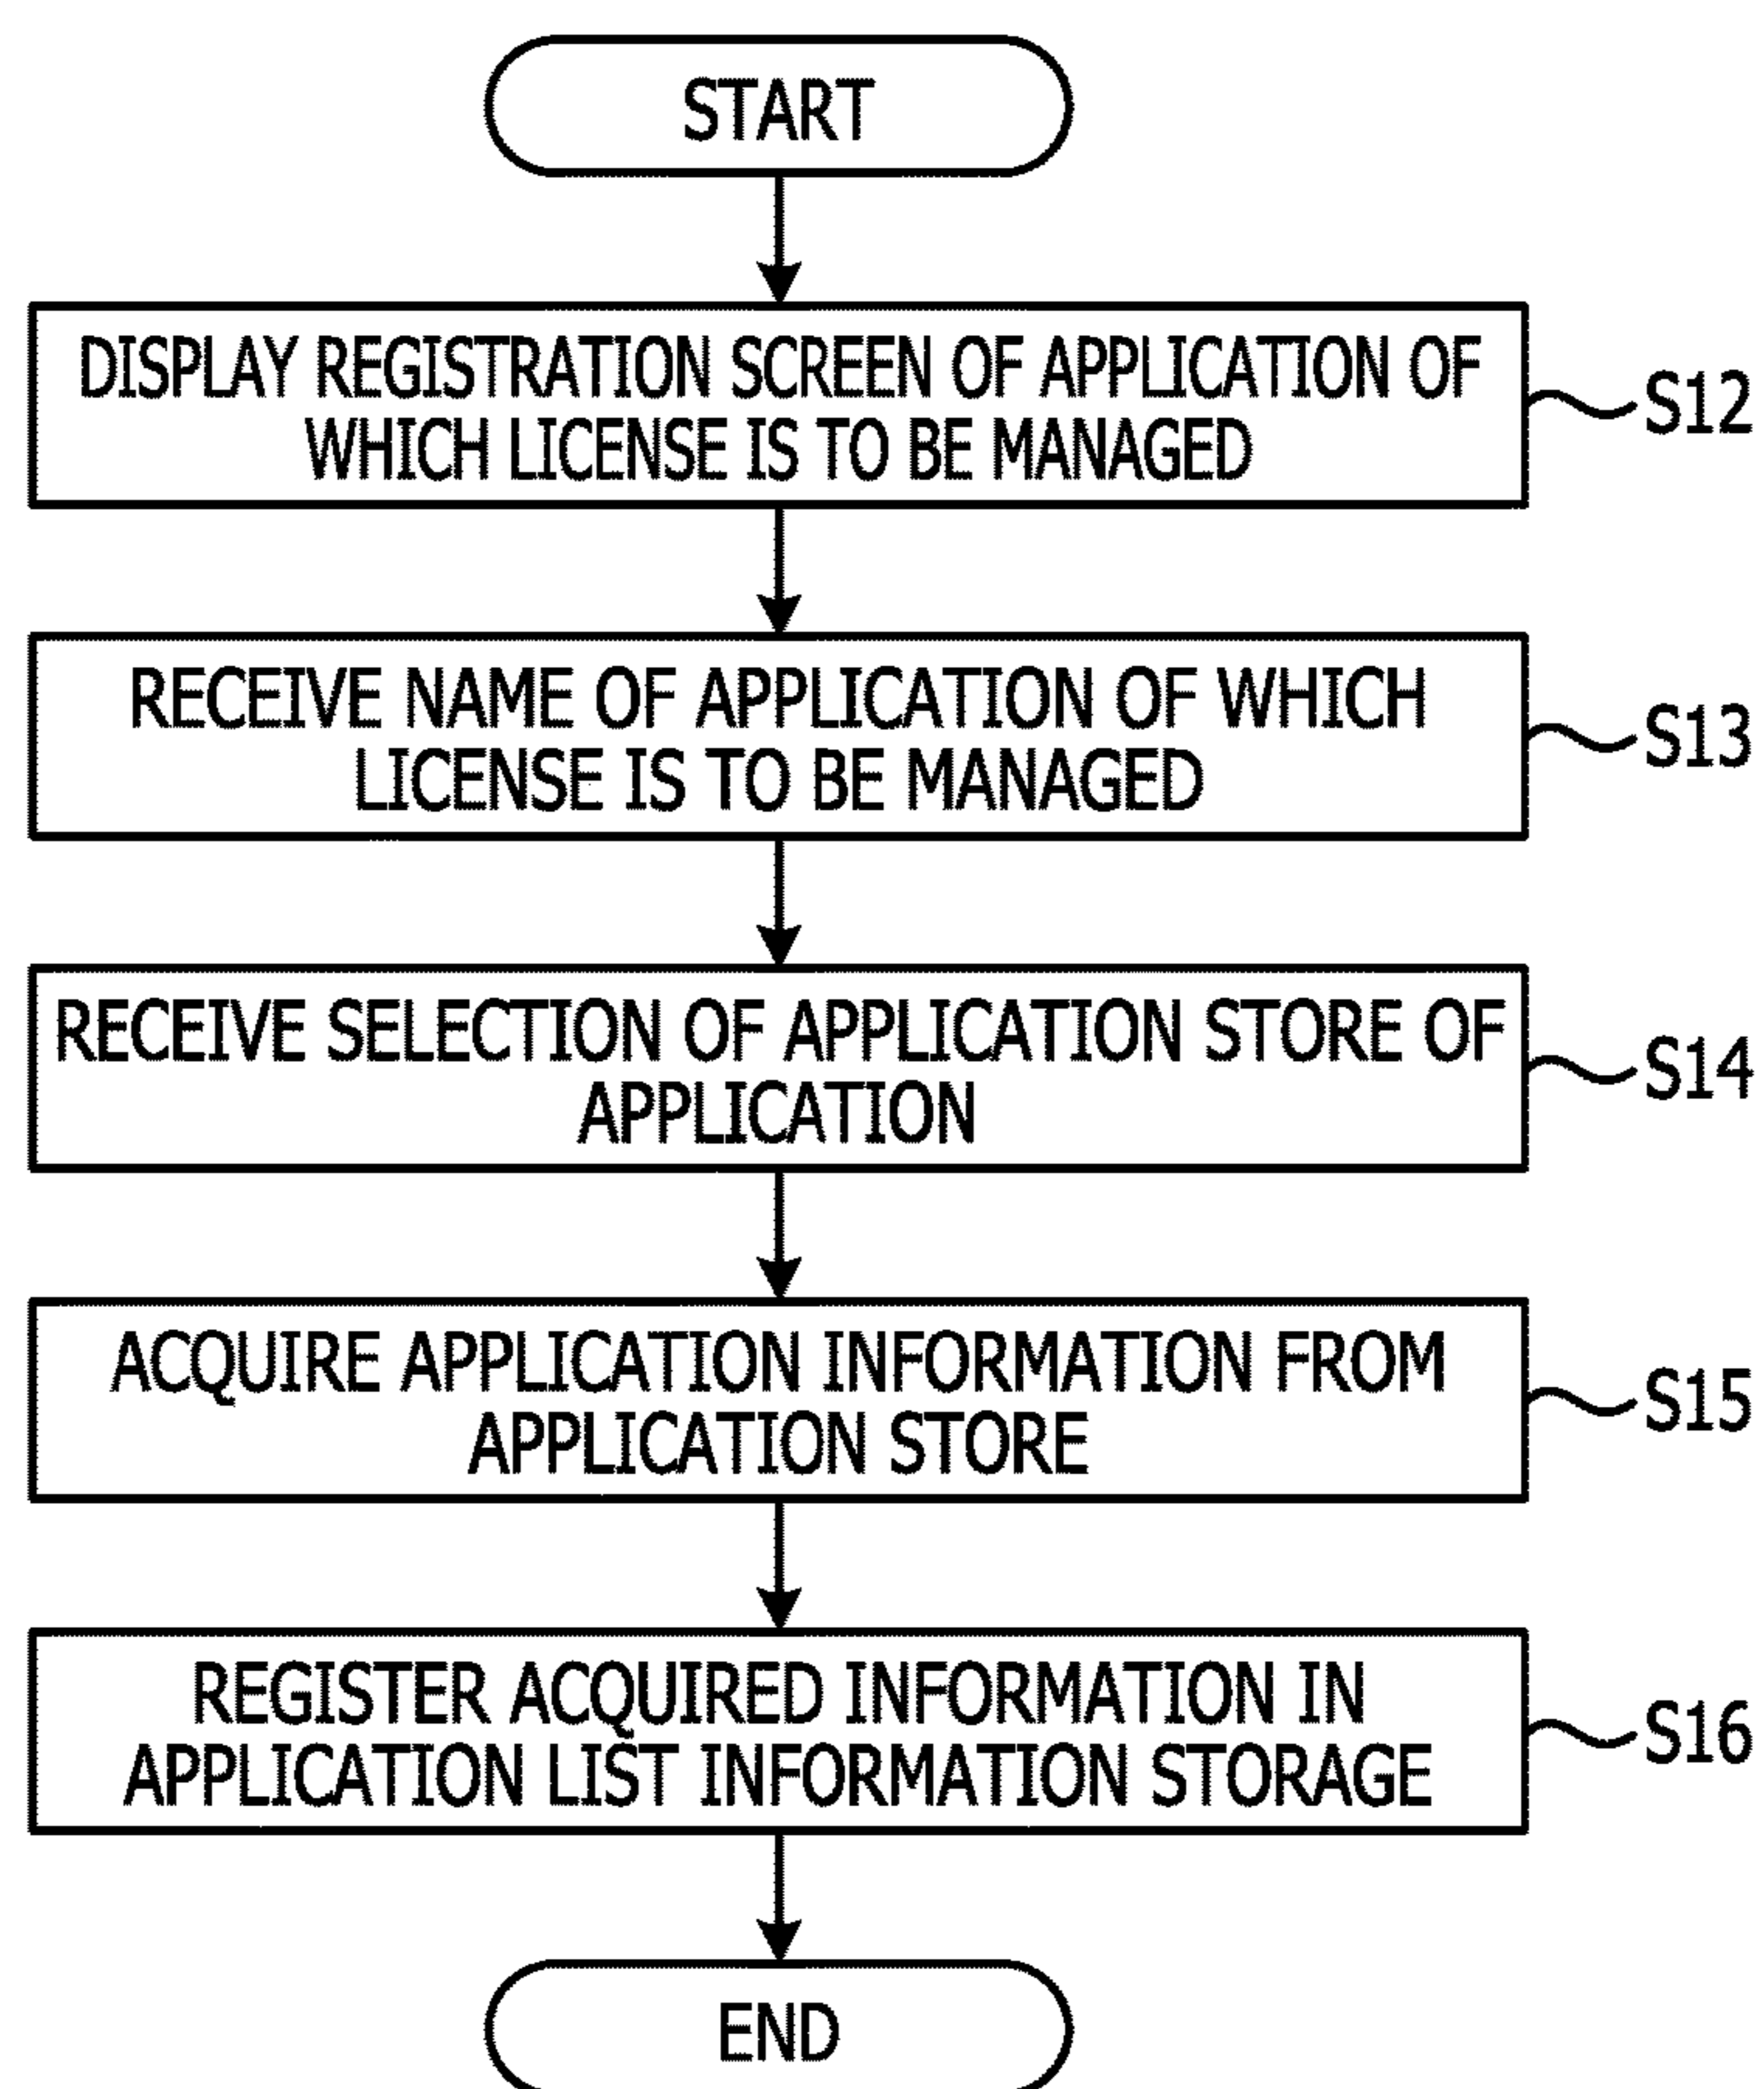 START
DISPLAY REGISTRATION SCREEN OF APPLICATION OF
WHICH LICENSE IS TO BE MANAGED
S12
RECEIVE NAME OF APPLICATION OF WHICH
LICENSE IS TO BE MANAGED
S13
RECEIVE SELECTION OF APPLICATION STORE OF
APPLICATION
S14
ACQUIRE APPLICATION INFORMATION FROM
APPLICATION STORE
S15
REGISTER ACQUIRED INFORMATION IN
APPLICATION LIST INFORMATION STORAGE
S16
END